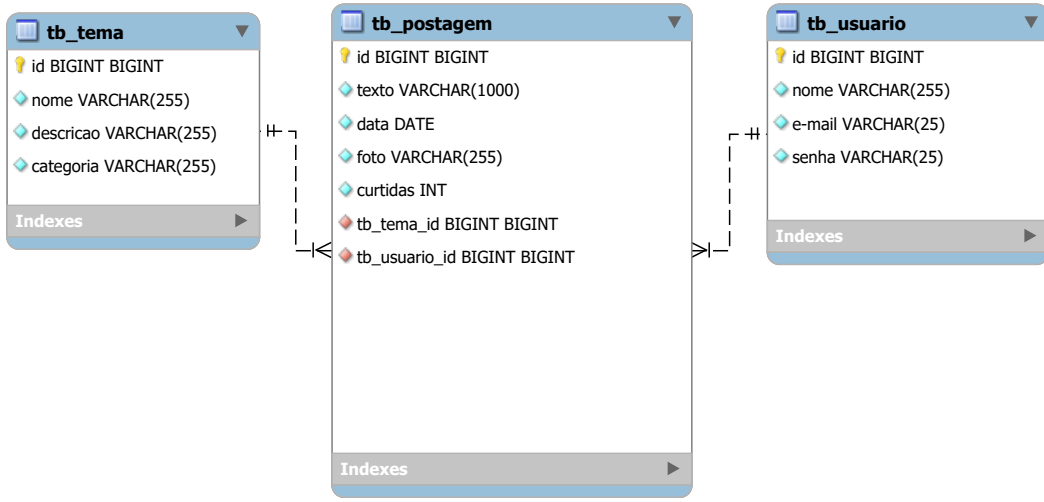 tb_tema
id BIGINT BIGINT
nome VARCHAR(255)
descricao VARCHAR(255)
categoria VARCHAR(255)
Indexes
tb_postagem
id BIGINT BIGINT
texto VARCHAR(1000)
data DATE
foto VARCHAR(255)
curtidas INT
tb_tema_id BIGINT BIGINT
tb_usuario_id BIGINT BIGINT
Indexes
tb_usuario
id BIGINT BIGINT
nome VARCHAR(255)
e-mail VARCHAR(25)
senha VARCHAR(25)
Indexes